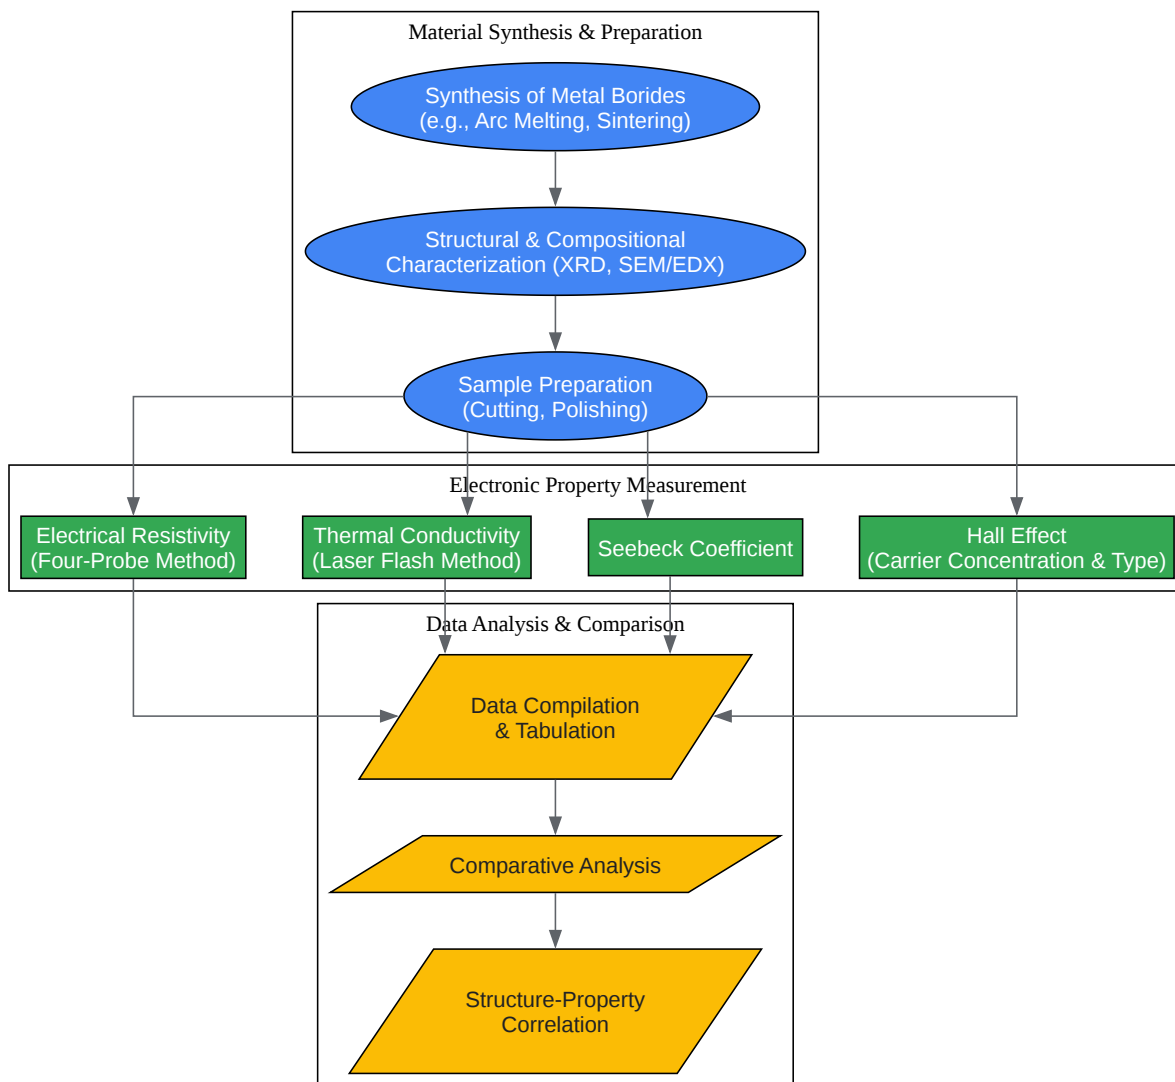 Material Synthesis & Preparation
Synthesis of Metal Borides
(e.g., Arc Melting, Sintering)
Structural & Compositional
Characterization (XRD, SEM/EDX)
Sample Preparation
(Cutting, Polishing)
Electronic Property Measurement
Electrical Resistivity
(Four-Probe Method)
Thermal Conductivity
(Laser Flash Method)
Seebeck Coefficient
Hall Effect
(Carrier Concentration & Type)
Data Analysis & Comparison
Data Compilation
& Tabulation
Comparative Analysis
Structure-Property
Correlation